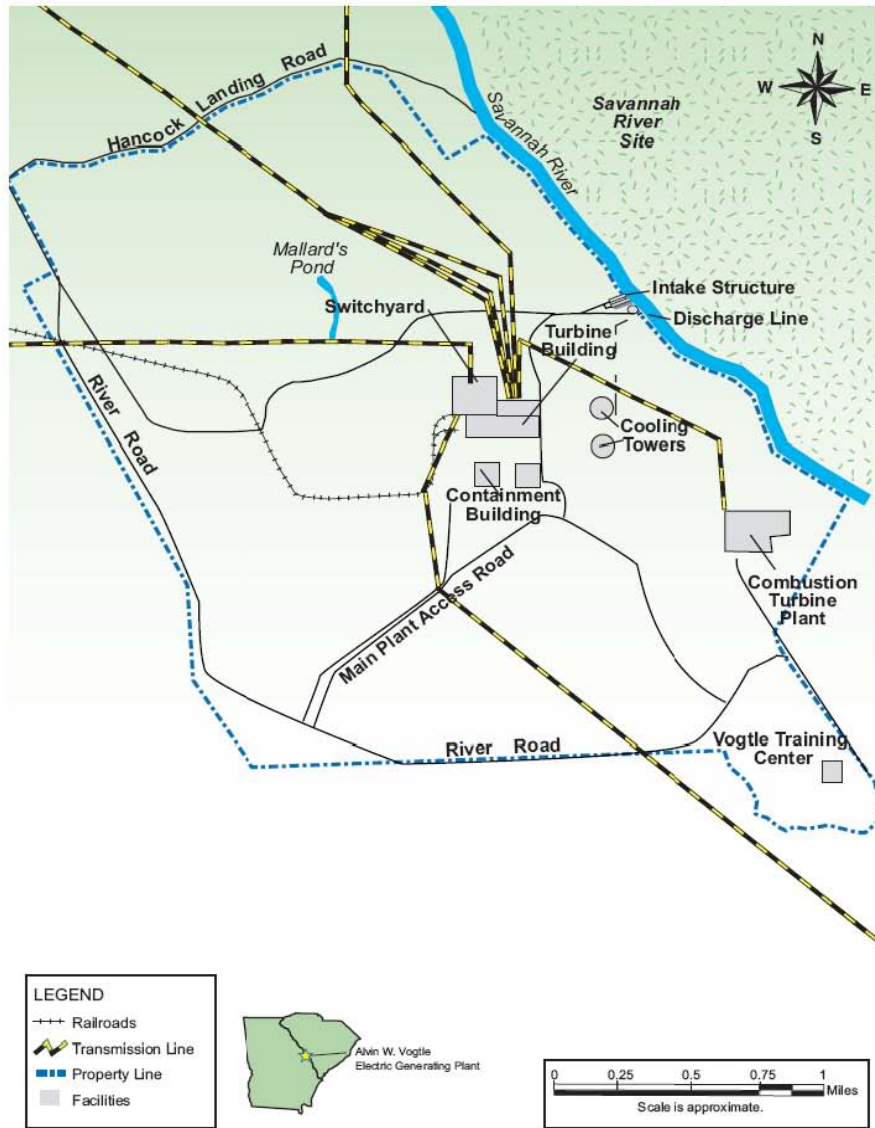 Hancock Landing Road
Savannah River
Savannah
River
Site
N
W
E
S
Mallard's
Pond
Switchyard
Intake Structure
Discharge Line
Turbine
Building
Cooling
Towers
River Road
Containment
Building
Main Plant Access Road
Combustion
Turbine
Plant
River Road
Vogtle Training
Center
LEGEND
Railroads
Transmission Line
Property Line
Facilities
Alvin W. Vogtle
Electric Generating Plant
0 0.25 0.5 0.75 1
Miles
Scale is approximate.